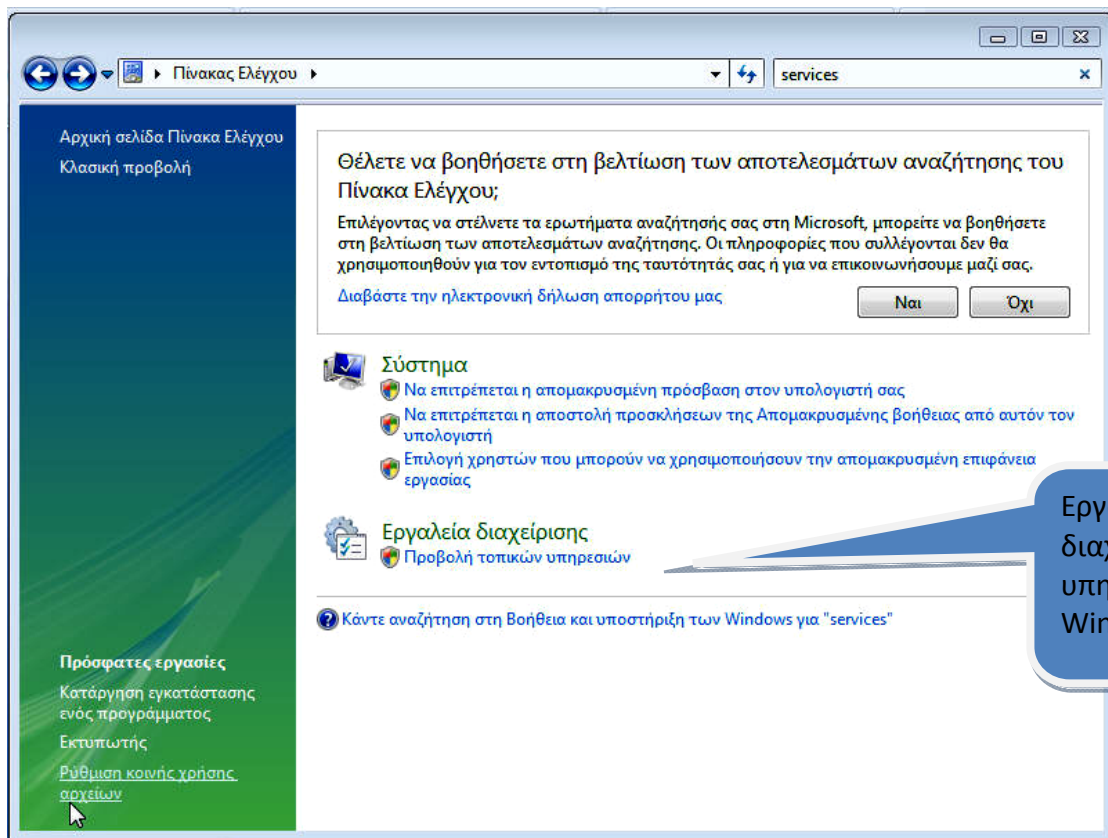 Πίνακας Ελέγχου
services
Αρχική σελίδα Πίνακα Ελέγχου
Κλασική προβολή
Θέλετε να βοηθήσετε στη βελτίωση των αποτελεσμάτων αναζήτησης του
Πίνακα Ελέγχου;
Επιλέγοντας να στέλνετε τα ερωτήματα αναζήτησής σας στη Microsoft, μπορείτε να βοηθήσετε
στη βελτίωση των αποτελεσμάτων αναζήτησης. Οι πληροφορίες που συλλέγονται δεν θα
χρησιμοποιηθούν για τον εντοπισμό της ταυτότητάς σας ή για να επικοινωνήσουμε μαζί σας.
Διαβάστε την ηλεκτρονική δήλωση απορρήτου μας
Ναι
Όχι
Σύστημα
Να επιτρέπεται η απομακρυσμένη πρόσβαση στον υπολογιστή σας
Να επιτρέπεται η αποστολή προσκλήσεων της Απομακρυσμένης βοήθειας από αυτόν τον
υπολογιστή
Επιλογή χρηστών που μπορούν να χρησιμοποιήσουν την απομακρυσμένη επιφάνεια
εργασίας
Εργαλεία διαχείρισης
Προβολή τοπικών υπηρεσιών
Κάντε αναζήτηση στη Βοήθεια και υποστήριξη των Windows για "services"
Πρόσφατες εργασίες
Κατάργηση εγκατάστασης
ενός προγράμματος
Εκτυπωτής
Ρύθμιση κοινής χρήσης
αρχείων